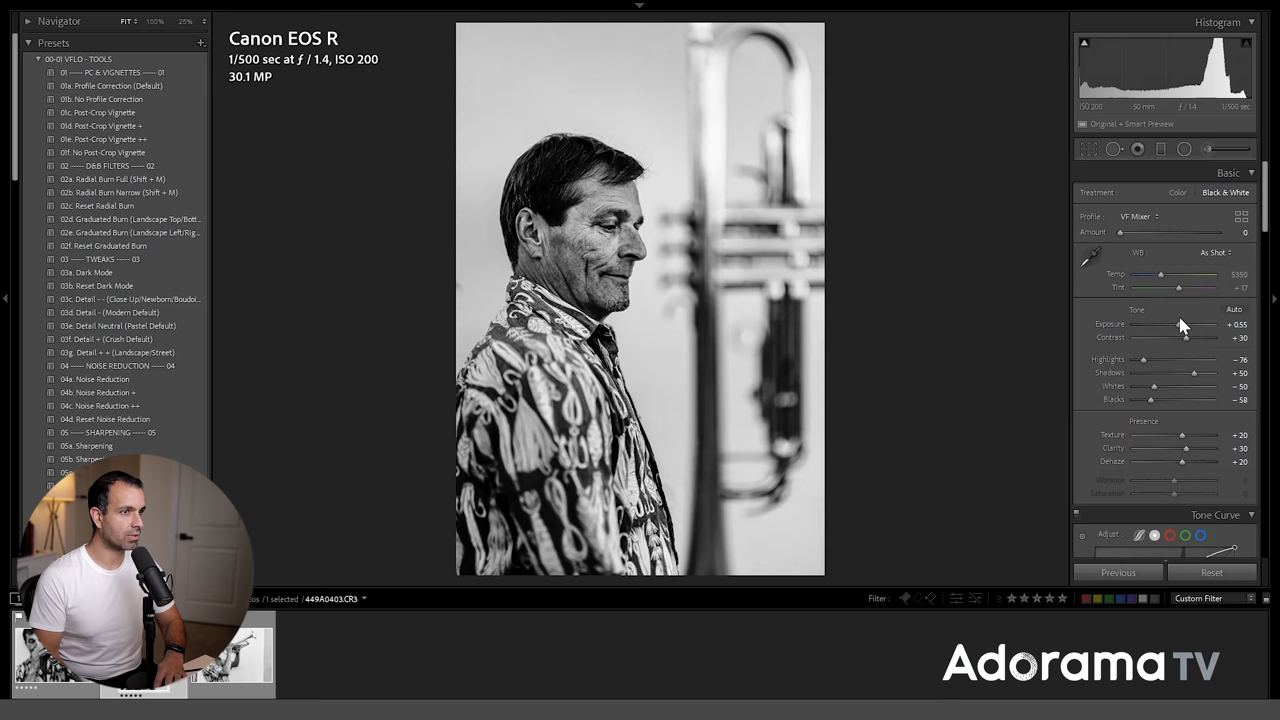 Navigator FIT 100% 25%
Presets
00-01 VFLO - TOOLS
01 ----- PC & VIGNETTES ----- 01
01a. Profile Correction (Default)
01b. No Profile Correction
01c. Post-Crop Vignette
01d. Post-Crop Vignette +
01e. Post-Crop Vignette ++
01f. No Post-Crop Vignette
02 ----- D&B FILTERS ----- 02
02a. Radial Burn Full (Shift + M)
02b. Radial Burn Narrow (Shift + M)
02c. Reset Radial Burn
02d. Graduated Burn (Landscape Top/Bott...
02e. Graduated Burn (Landscape Left/Rig...
02f. Reset Graduated Burn
03 ----- TWEAKS ----- 03
03a. Dark Mode
03b. Reset Dark Mode
03c. Detail - - (Close Up/Newborn/Boudoi...
03d. Detail - (Modern Default)
03e. Detail Neutral (Pastel Default)
03f. Detail + (Crush Default)
03g. Detail + + (Landscape/Street)
04 ----- NOISE REDUCTION ----- 04
04a. Noise Reduction
04b. Noise Reduction +
04c. Noise Reduction ++
04d. Reset Noise Reduction
05 ----- SHARPENING ----- 05
05a. Sharpening
05b. Sharpen
Canon EOS R
1/500 sec at ƒ / 1.4, ISO 200
30.1 MP
Histogram
ISO 200 50 mm ƒ / 1.4 1/500 sec
Original + Smart Preview
Basic
Treatment : Color Black & White
Profile : VF Mixer
Amount 0
WB : As Shot
Temp 5350
Tint + 17
Tone Auto
Exposure + 0.55
Contrast + 30
Highlights - 76
Shadows + 50
Whites - 50
Blacks - 58
Presence
Texture + 20
Clarity + 30
Dehaze + 20
Vibrance 0
Saturation 0
Tone Curve
Adjust :
Previous Reset
/ 1 selected / 449A0403.CR3
Filter : ≥ ★★★★★ Custom Filter
Adorama TV